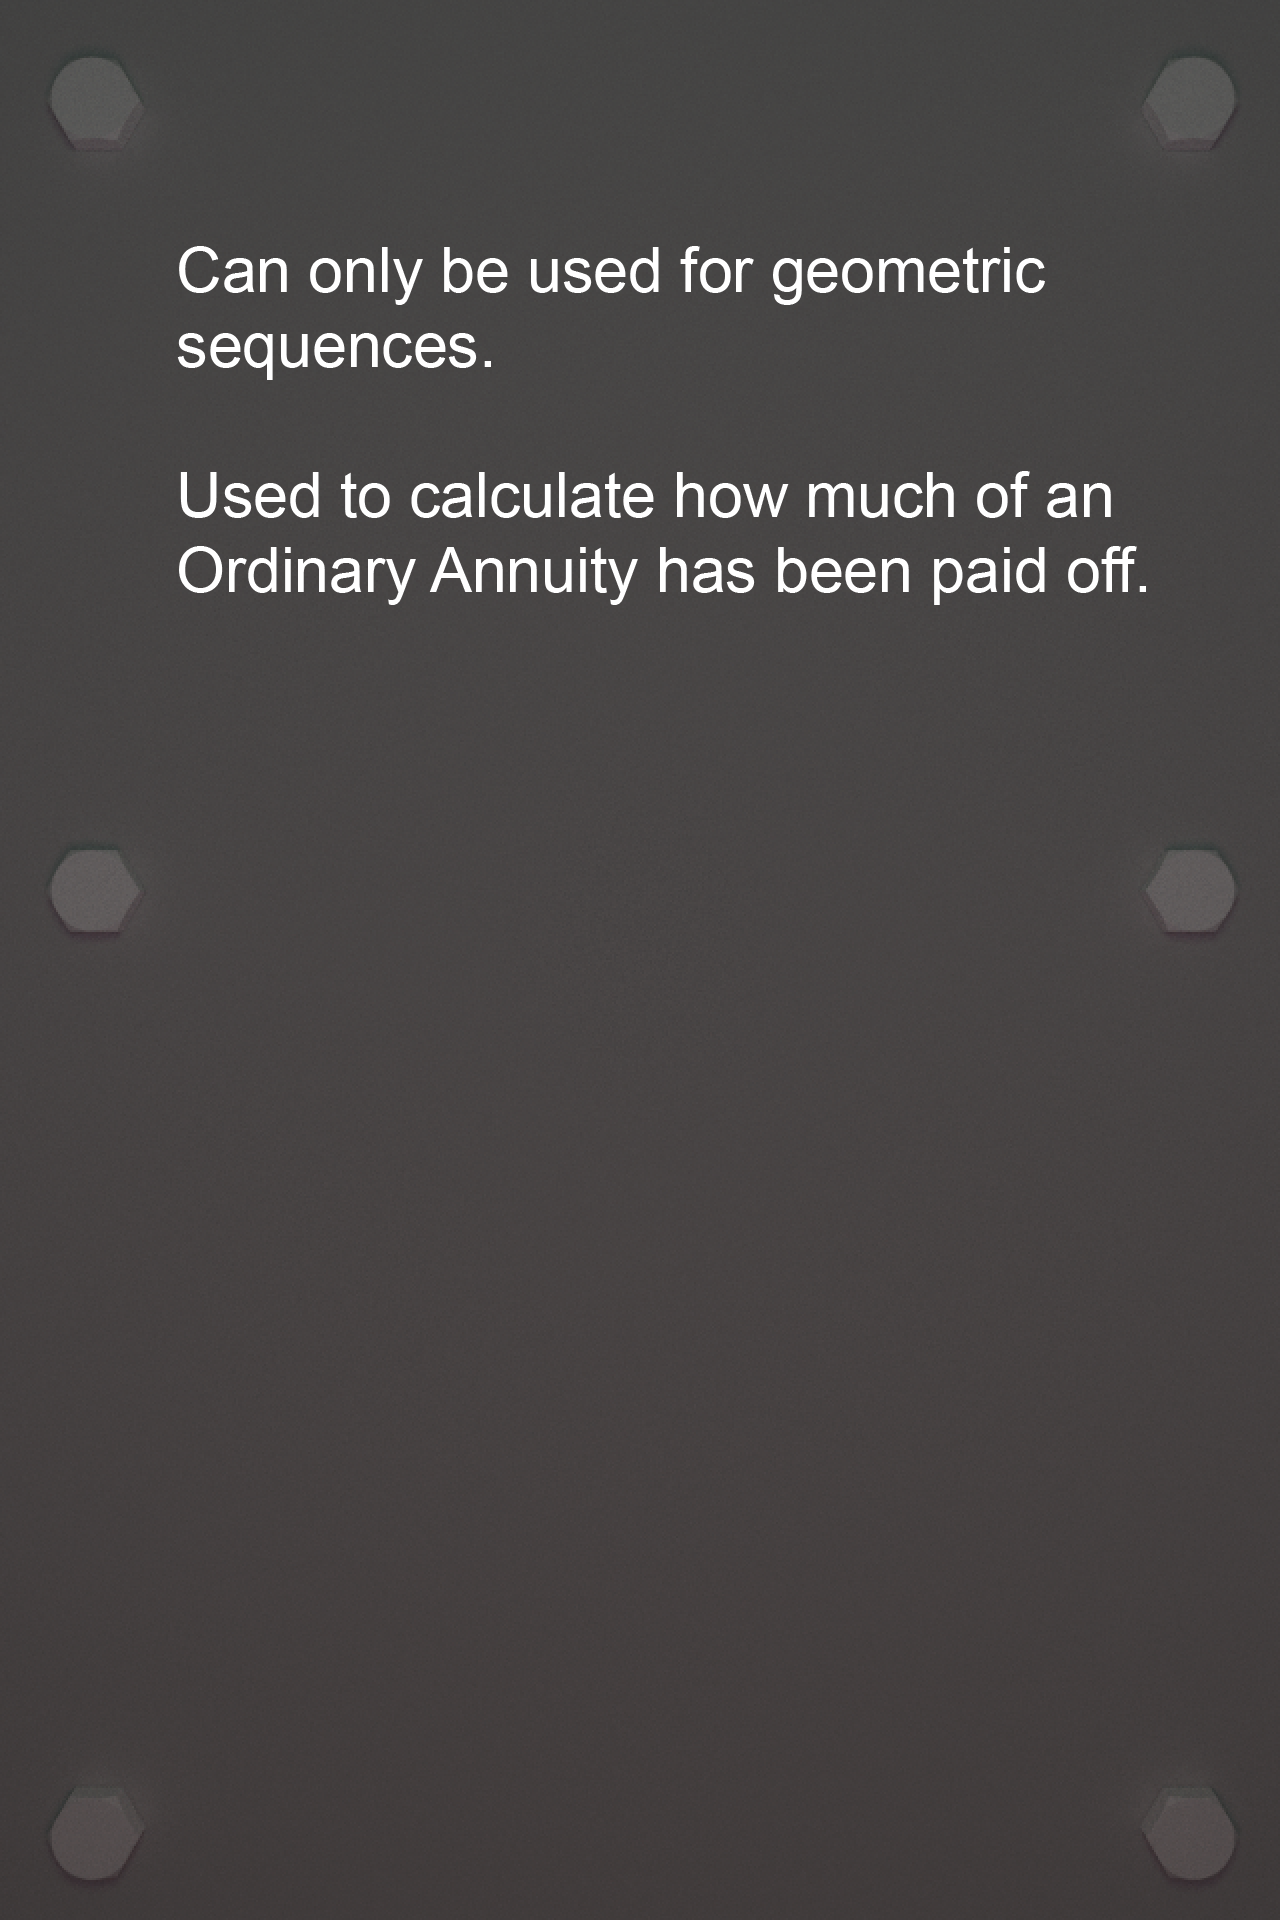 Can only be used for geometric
sequences.
Used to calculate how much of an
Ordinary Annuity has been paid off.